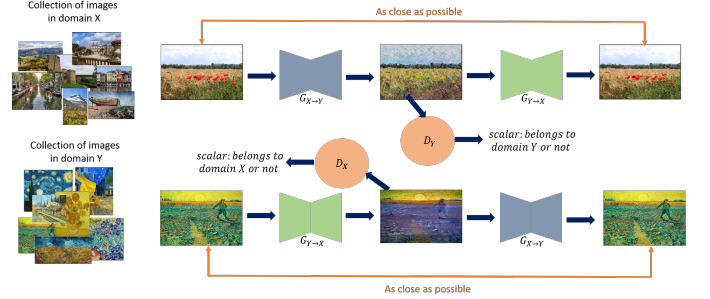 Collection of images
in domain X
As close as possible
G_{X→Y}
G_{Y→X}
D_Y
scalar: belongs to
domain Y or not
Collection of images
in domain Y
scalar: belongs to
domain X or not
D_X
G_{Y→X}
G_{X→Y}
As close as possible